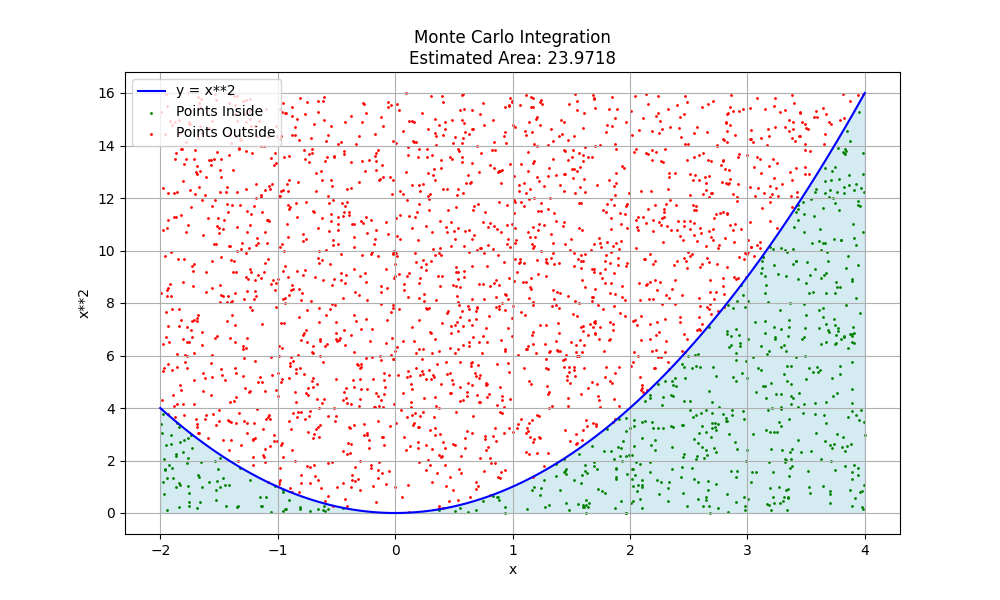 Monte Carlo Integration
Estimated Area: 23.9718
y = x**2
Points Inside
Points Outside
x**2
16
14
12
10
8
6
4
2
0
−2
−1
0
1
2
3
4
x